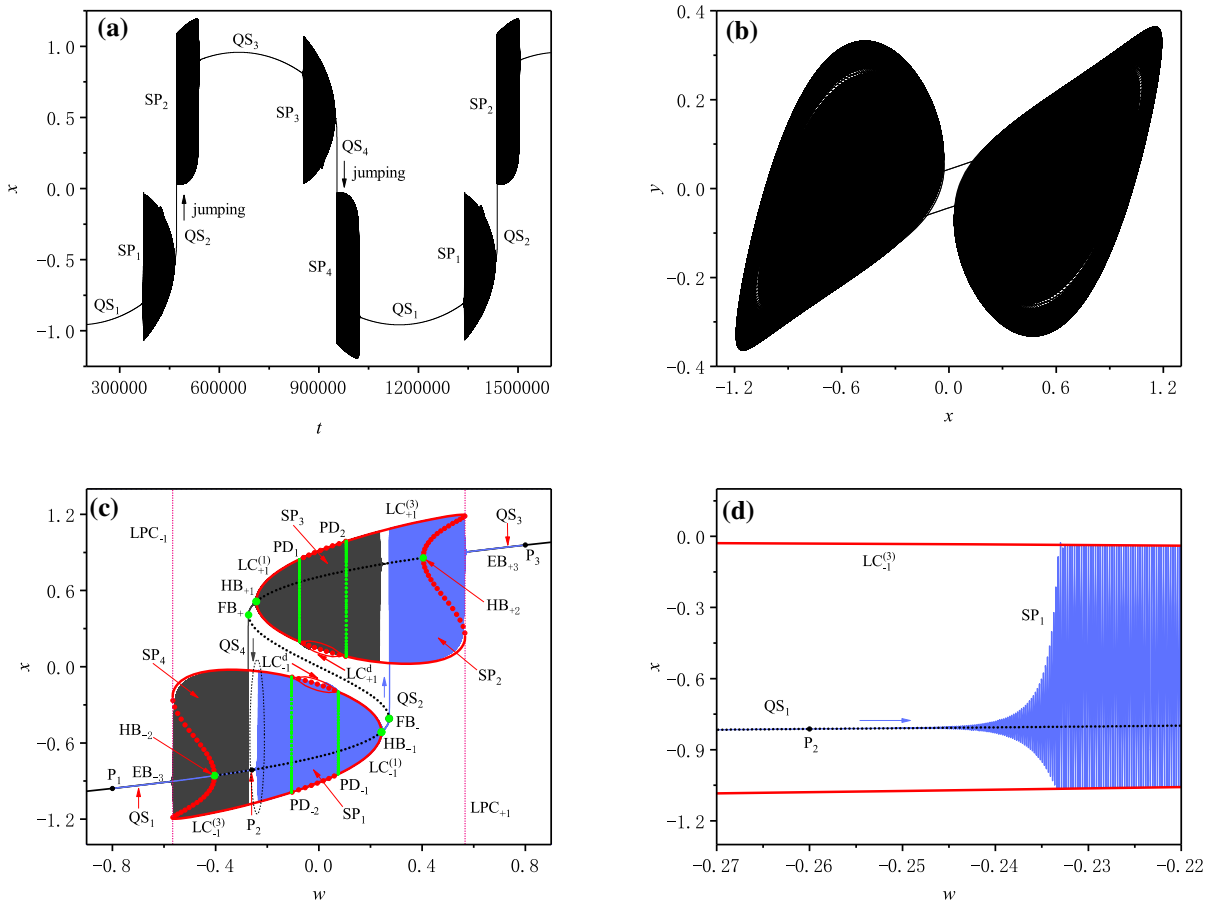 (a)
QS₃
SP₂
SP₂
SP₃
QS₄
jumping
jumping
SP₁
QS₂
SP₄
SP₁
QS₂
QS₁
QS₁
x
1.0
0.5
0.0
−0.5
−1.0
300000 600000 900000 1200000 1500000
t
(b)
y
0.4
0.2
0.0
−0.2
−0.4
−1.2 −0.6 0.0 0.6 1.2
x
(c)
LPC₋₁
SP₃
PD₂
LC₊₁⁽³⁾
QS₃
PD₁
LC₊₁⁽¹⁾
EB₊₃
P₃
HB₊₁
HB₊₂
FB₊
SP₄
QS₄
LC₋₁ᵈ
LC₊₁ᵈ
SP₂
QS₂
HB₋₂
FB₋
HB₋₁
P₁
EB₋₃
LC₋₁⁽¹⁾
PD₋₁
QS₁
LC₋₁⁽³⁾
P₂
PD₋₂
SP₁
LPC₊₁
x
1.2
0.6
0.0
−0.6
−1.2
−0.8 −0.4 0.0 0.4 0.8
w
(d)
LC₋₁⁽³⁾
SP₁
QS₁
P₂
x
0.0
−0.3
−0.6
−0.9
−1.2
−0.27 −0.26 −0.25 −0.24 −0.23 −0.22
w